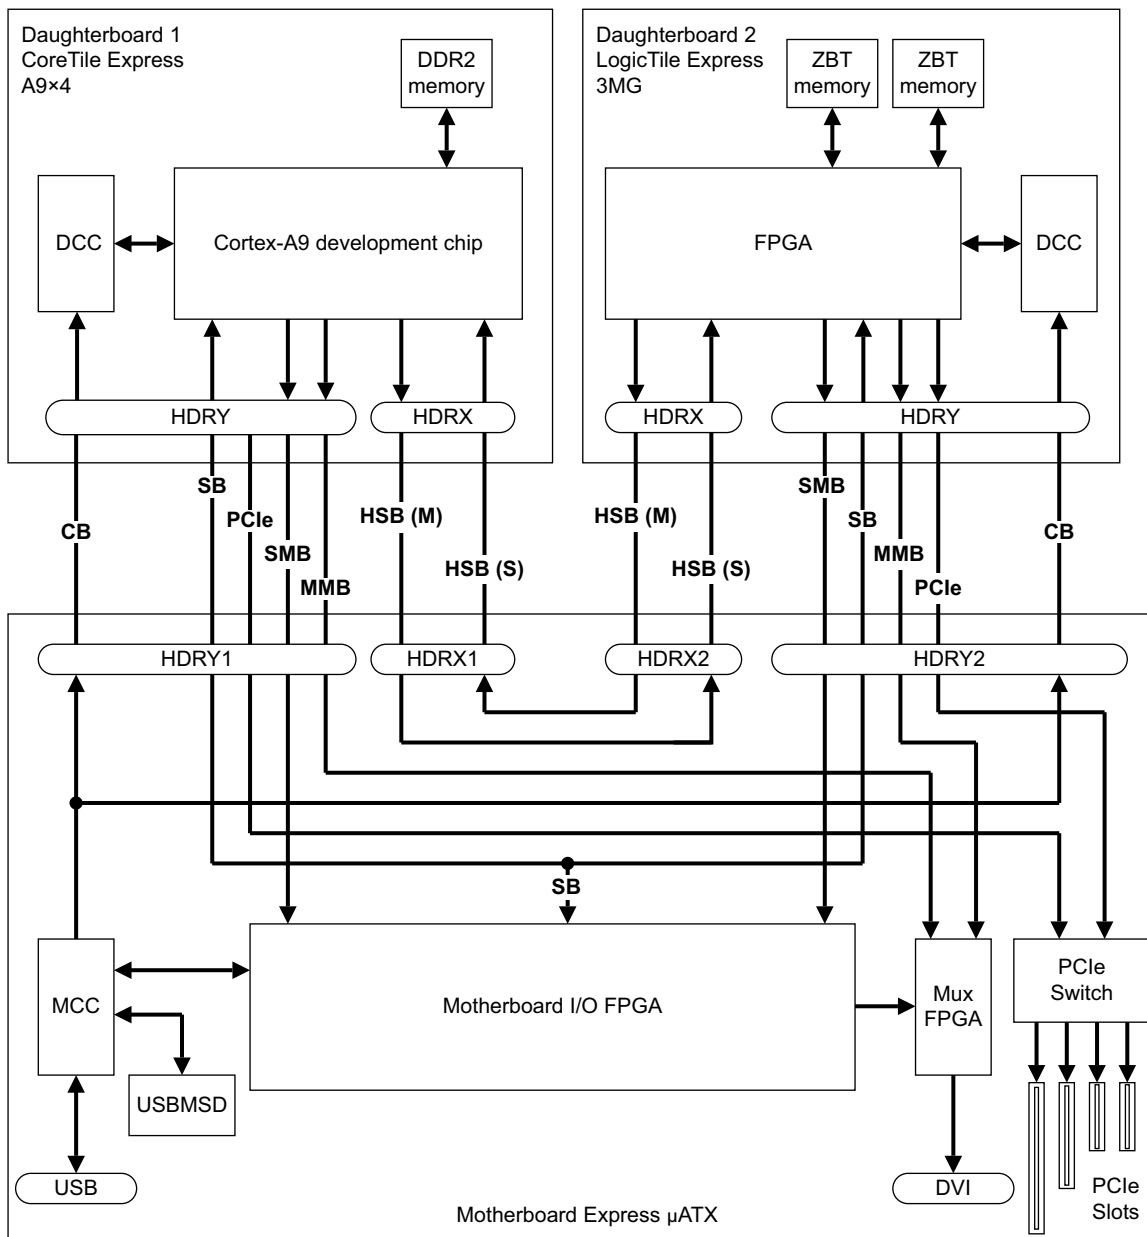 Daughterboard 1
CoreTile Express
A9×4
DDR2
memory
DCC
Cortex-A9 development chip
HDRY
HDRX
Daughterboard 2
LogicTile Express
3MG
ZBT
memory
ZBT
memory
FPGA
DCC
HDRX
HDRY
CB
SB
PCIe
SMB
MMB
HSB (M)
HSB (S)
HSB (M)
HSB (S)
SMB
SB
MMB
PCIe
CB
HDRY1
HDRX1
HDRX2
HDRY2
SB
MCC
Motherboard I/O FPGA
Mux
FPGA
PCIe
Switch
USBMSD
USB
DVI
PCIe
Slots
Motherboard Express µATX